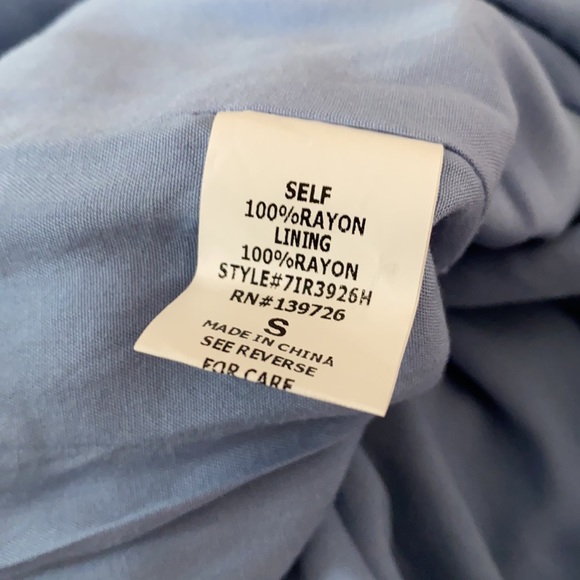 SELF
100%RAYON
LINING
100%RAYON
STYLE#7IR3926H
RN#139726
S
MADE IN CHINA
SEE REVERSE
FOR CARE